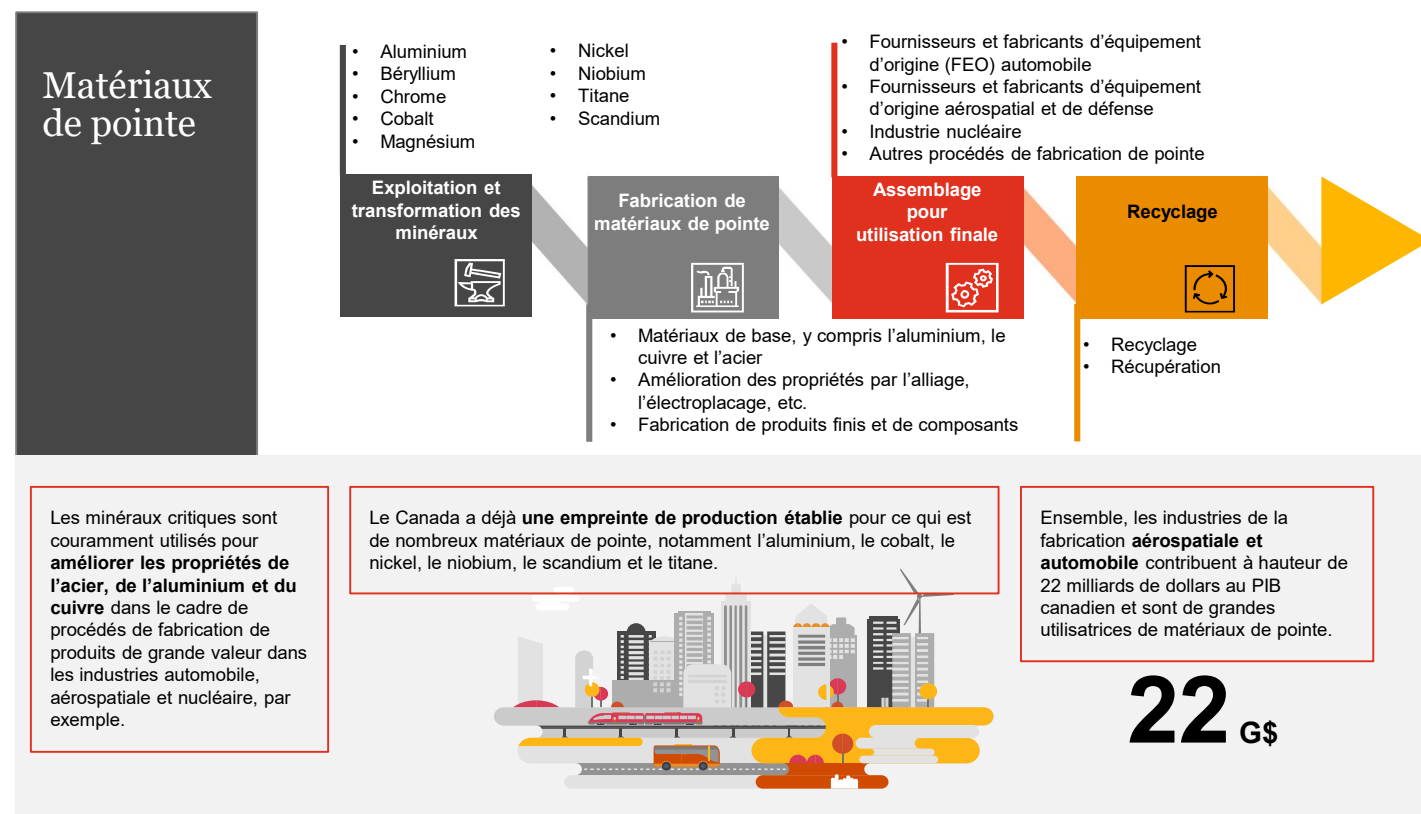 Matériaux
de pointe
• Aluminium
• Béryllium
• Chrome
• Cobalt
• Magnésium
• Nickel
• Niobium
• Titane
• Scandium
• Fournisseurs et fabricants d'équipement
d'origine (FEO) automobile
• Fournisseurs et fabricants d'équipement
d'origine aérospatial et de défense
• Industrie nucléaire
• Autres procédés de fabrication de pointe
Exploitation et
transformation des
minéraux
Fabrication de
matériaux de pointe
Assemblage
pour
utilisation finale
Recyclage
• Matériaux de base, y compris l'aluminium, le
cuivre et l'acier
• Amélioration des propriétés par l'alliage,
l'électroplacage, etc.
• Fabrication de produits finis et de composants
• Recyclage
• Récupération
Les minéraux critiques sont
couramment utilisés pour
améliorer les propriétés de
l'acier, de l'aluminium et du
cuivre dans le cadre de
procédés de fabrication de
produits de grande valeur dans
les industries automobile,
aérospatiale et nucléaire, par
exemple.
Le Canada a déjà une empreinte de production établie pour ce qui est
de nombreux matériaux de pointe, notamment l'aluminium, le cobalt, le
nickel, le niobium, le scandium et le titane.
Ensemble, les industries de la
fabrication aérospatiale et
automobile contribuent à hauteur de
22 milliards de dollars au PIB
canadien et sont de grandes
utilisatrices de matériaux de pointe.
22 G$